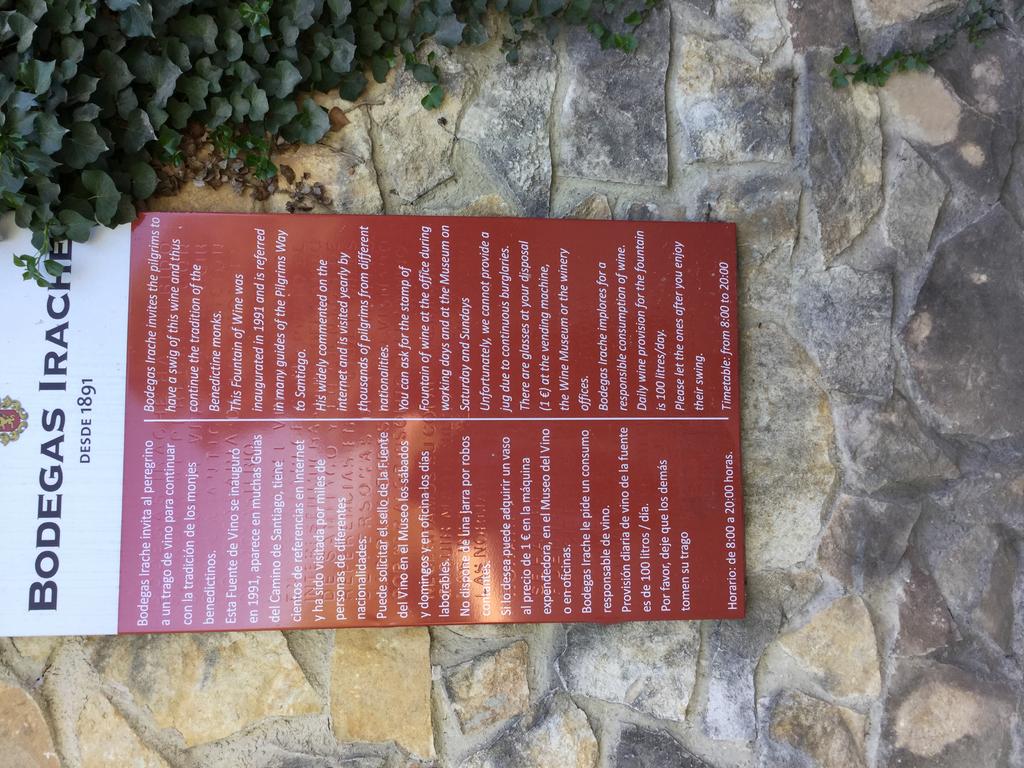 BODEGAS IRACHE
DESDE 1891
Bodegas Irache invita al peregrino
a un trago de vino para continuar
con la tradición de los monjes
benedictinos.
Esta Fuente de Vino se inauguró
en 1991, aparece en muchas Guías
del Camino de Santiago, tiene
cientos de referencias en Internet
y ha sido visitada por miles de
personas de diferentes
nacionalidades.
Puede solicitar el sello de la Fuente
del Vino en el Museo los sábados
y domingos y en oficina los días
laborables.
No dispone de una jarra por robos
continuados.
Si lo desea puede adquirir un vaso
al precio de 1 € en la máquina
expendedora, en el Museo del Vino
o en oficinas.
Bodegas Irache le pide un consumo
responsable de vino.
Provisión diaria de vino de la fuente
es de 100 litros / día.
Por favor, deje que los demás
tomen su trago
Horario: de 8:00 a 20:00 horas.
Bodegas Irache invites the pilgrims to
have a swig of this wine and thus
continue the tradition of the
Benedictine monks.
This Fountain of Wine was
inaugurated in 1991 and is referred
in many guides of the Pilgrims Way
to Santiago.
His widely commented on the
internet and is visited yearly by
thousands of pilgrims from different
nationalities.
You can ask for the stamp of
Fountain of wine at the office during
working days and at the Museum on
Saturday and Sundays
Unfortunately, we cannot provide a
jug due to continuous burglaries.
There are glasses at your disposal
(1 €) at the vending machine,
the Wine Museum or the winery
offices.
Bodegas Irache implores for a
responsible consumption of wine.
Daily wine provision for the fountain
is 100 litres/day.
Please let the ones after you enjoy
their swing.
Timetable: from 8:00 to 20:00